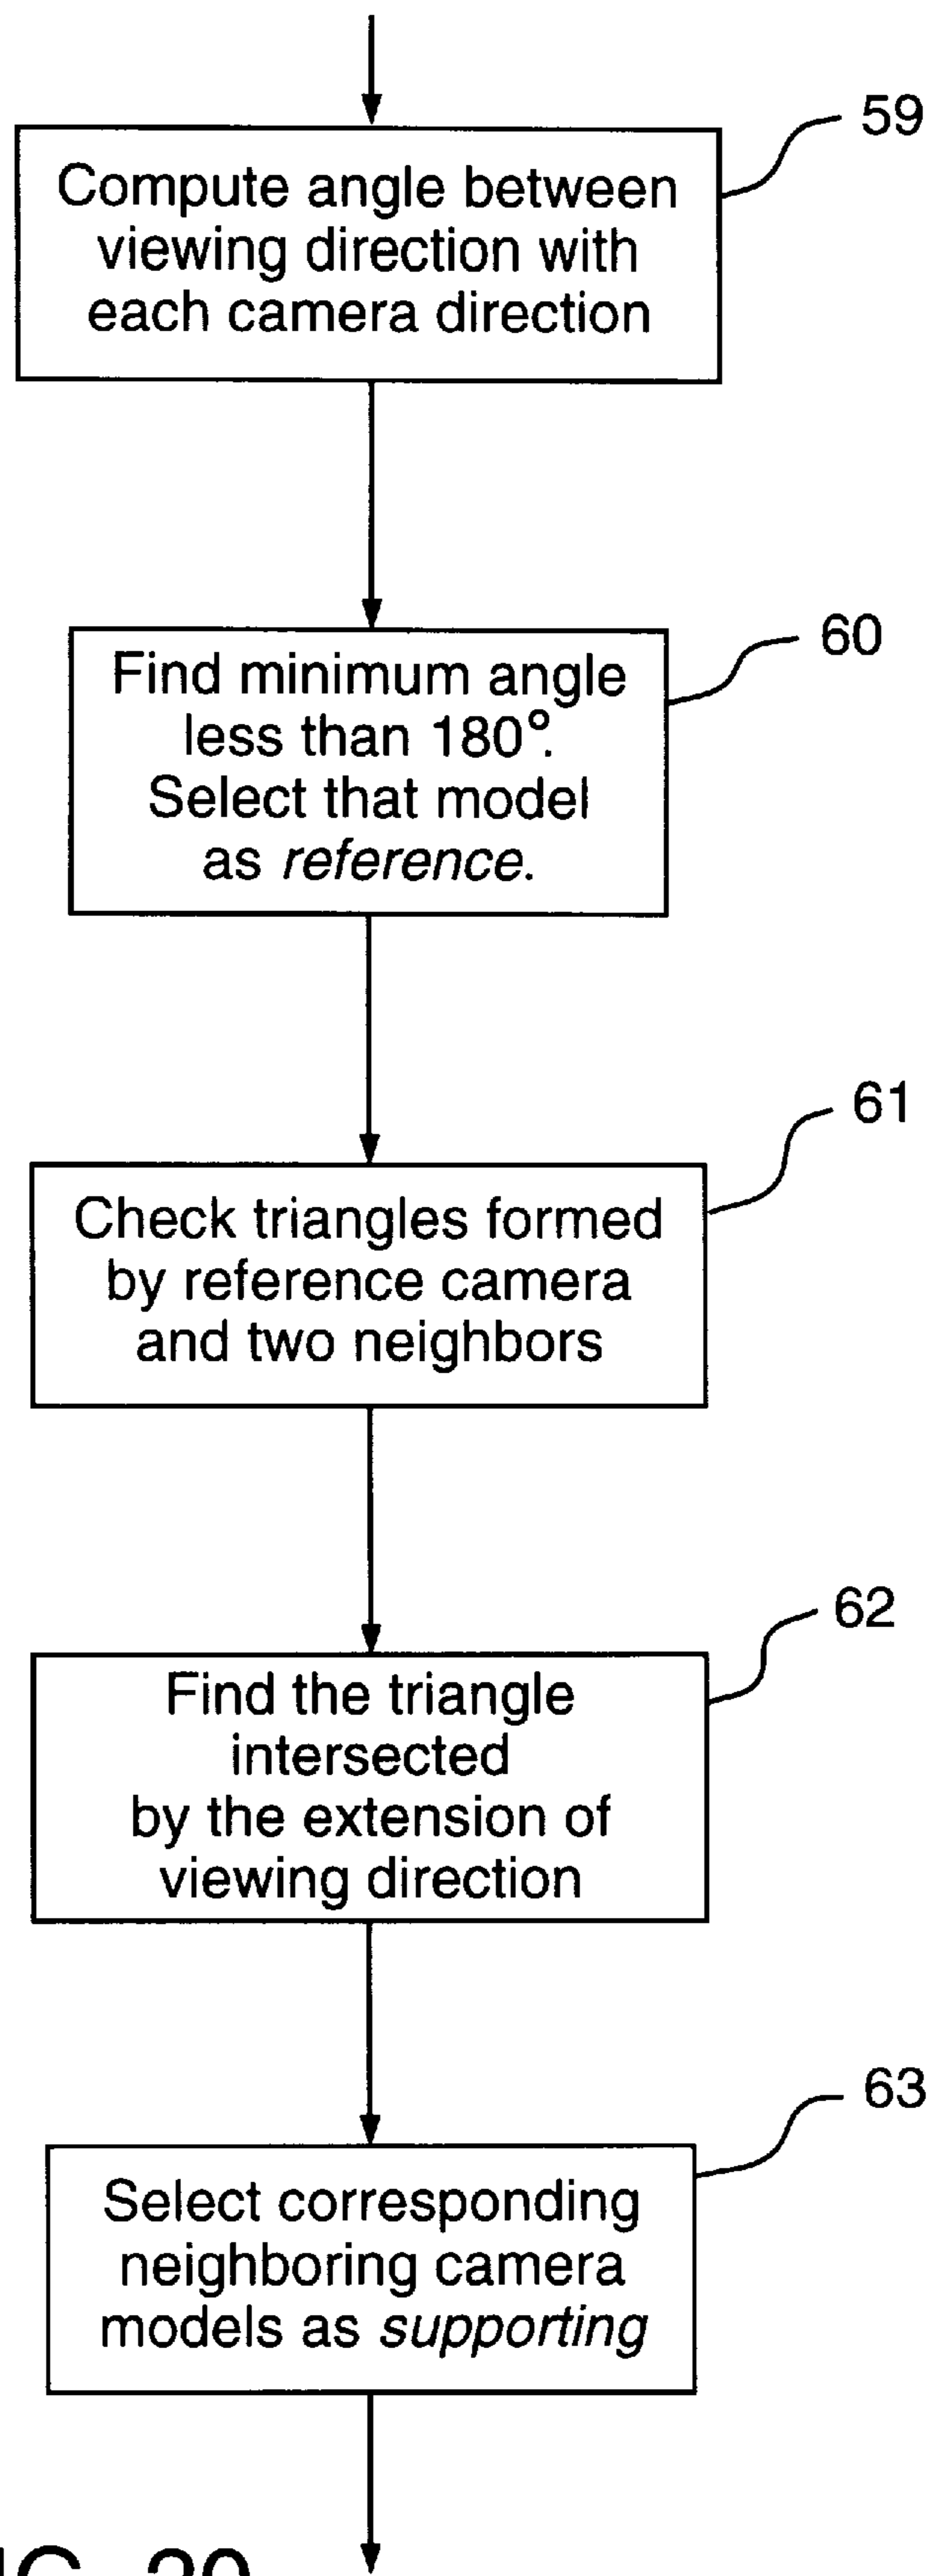 59
Compute angle between
viewing direction with
each camera direction
60
Find minimum angle
less than 180°.
Select that model
as reference.
61
Check triangles formed
by reference camera
and two neighbors
62
Find the triangle
intersected
by the extension of
viewing direction
63
Select corresponding
neighboring camera
models as supporting